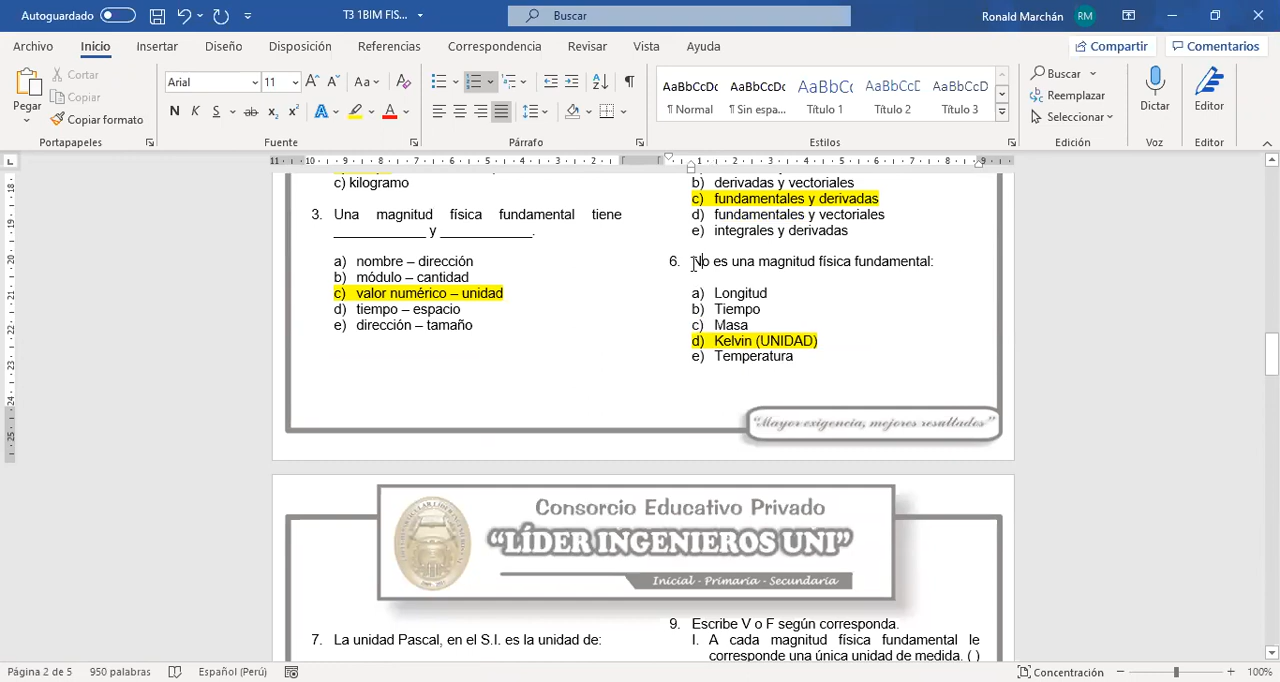 Autoguardado
T3 1BIM FIS...
Buscar
Ronald Marchán
RM
Archivo
Inicio
Insertar
Diseño
Disposición
Referencias
Correspondencia
Revisar
Vista
Ayuda
Compartir
Comentarios
Pegar
Cortar
Copiar
Copiar formato
Portapapeles
Arial
11
Fuente
Párrafo
AaBbCcDc
¶ Normal
AaBbCcDc
¶ Sin espa...
AaBbC
Título 1
AaBbCcD
Título 2
AaBbCcD
Título 3
Estilos
Buscar
Reemplazar
Seleccionar
Edición
Dictar
Voz
Editor
Editor
c) kilogramo
3. Una magnitud física fundamental tiene
____________ y ____________.
a) nombre – dirección
b) módulo – cantidad
c) valor numérico – unidad
d) tiempo – espacio
e) dirección – tamaño
b) derivadas y vectoriales
c) fundamentales y derivadas
d) fundamentales y vectoriales
e) integrales y derivadas
6. No es una magnitud física fundamental:
a) Longitud
b) Tiempo
c) Masa
d) Kelvin (UNIDAD)
e) Temperatura
“Mayor exigencia, mejores resultados”
Consorcio Educativo Privado
“LÍDER INGENIEROS UNI”
Inicial - Primaria - Secundaria
7. La unidad Pascal, en el S.I. es la unidad de:
9. Escribe V o F según corresponda.
I. A cada magnitud física fundamental le
corresponde una única unidad de medida. ( )
Página 2 de 5
950 palabras
Español (Perú)
Concentración
100%